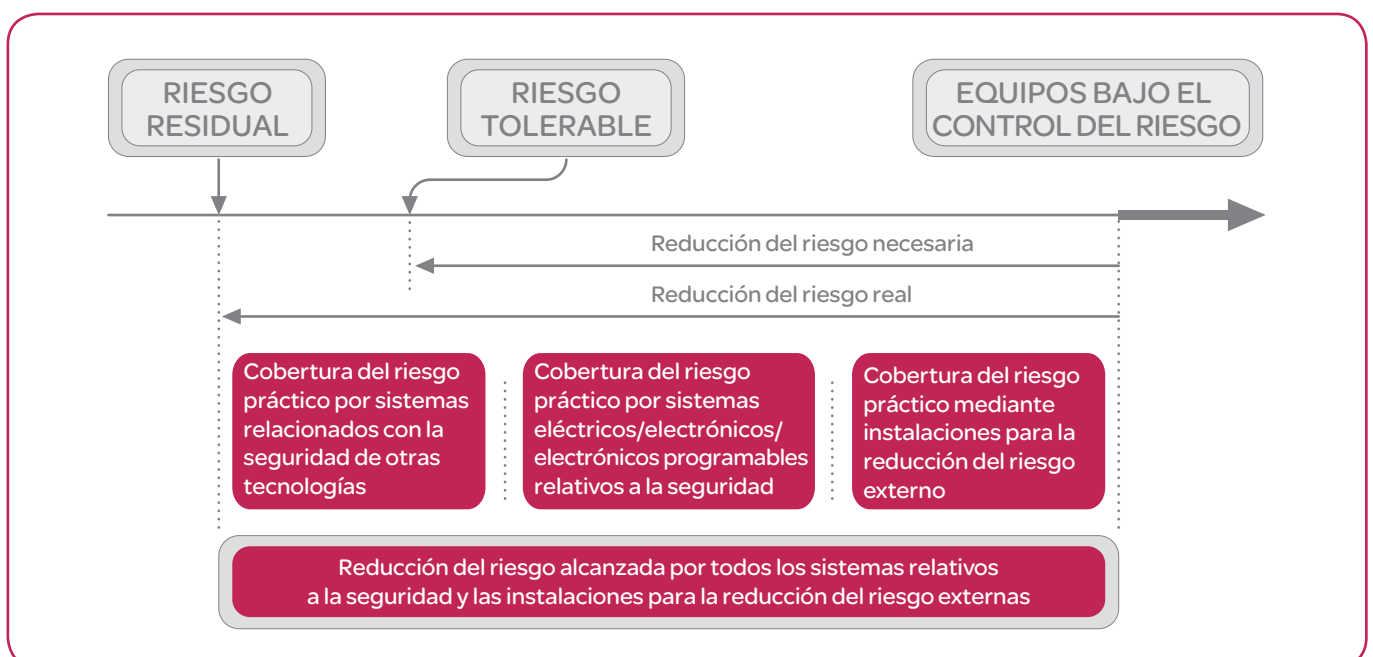 RIESGO
RESIDUAL
RIESGO
TOLERABLE
EQUIPOS BAJO EL
CONTROL DEL RIESGO
Reducción del riesgo necesaria
Reducción del riesgo real
Cobertura del riesgo
práctico por sistemas
relacionados con la
seguridad de otras
tecnologías
Cobertura del riesgo
práctico por sistemas
eléctricos/electrónicos/
electrónicos programables
relativos a la seguridad
Cobertura del riesgo
práctico mediante
instalaciones para la
reducción del riesgo
externo
Reducción del riesgo alcanzada por todos los sistemas relativos
a la seguridad y las instalaciones para la reducción del riesgo externas